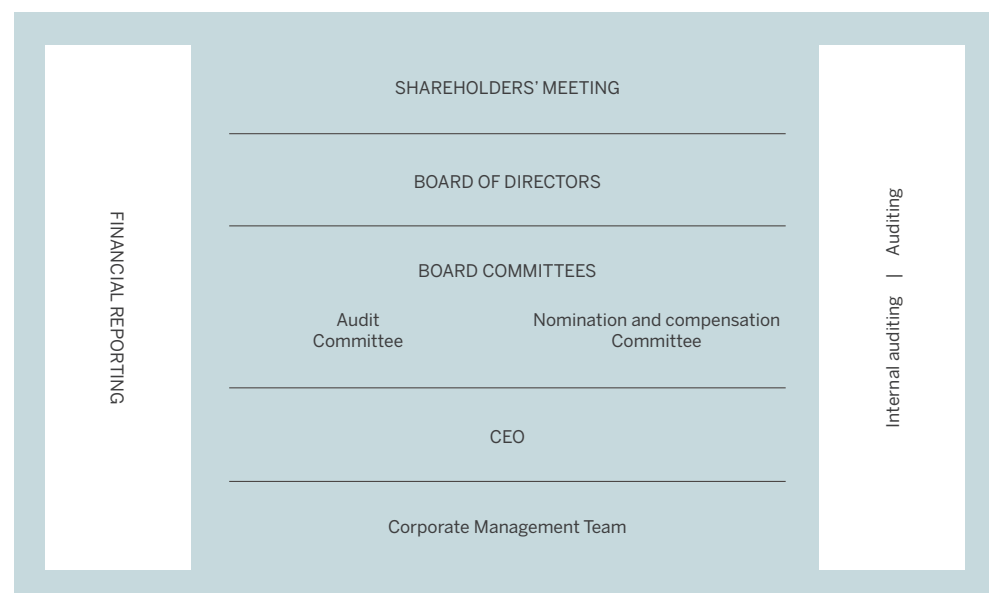 FINANCIAL REPORTING
SHAREHOLDERS’ MEETING
BOARD OF DIRECTORS
BOARD COMMITTEES
Audit
Committee
Nomination and compensation
Committee
CEO
Corporate Management Team
Internal auditing | Auditing